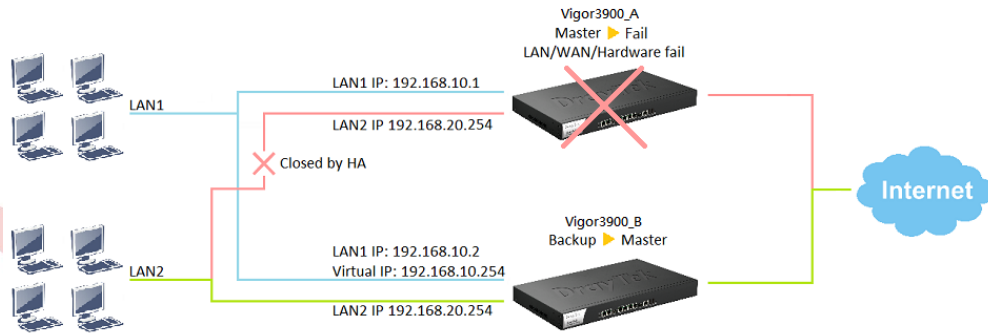 Vigor3900_A
Master Fail
LAN/WAN/Hardware fail
LAN1 IP: 192.168.10.1
DrayTek
LAN1
LAN2 IP 192.168.20.254
Closed by HA
Internet
Vigor3900_B
Backup Master
LAN1 IP: 192.168.10.2
LAN2
Virtual IP: 192.168.10.254
DrayTek
LAN2 IP 192.168.20.254